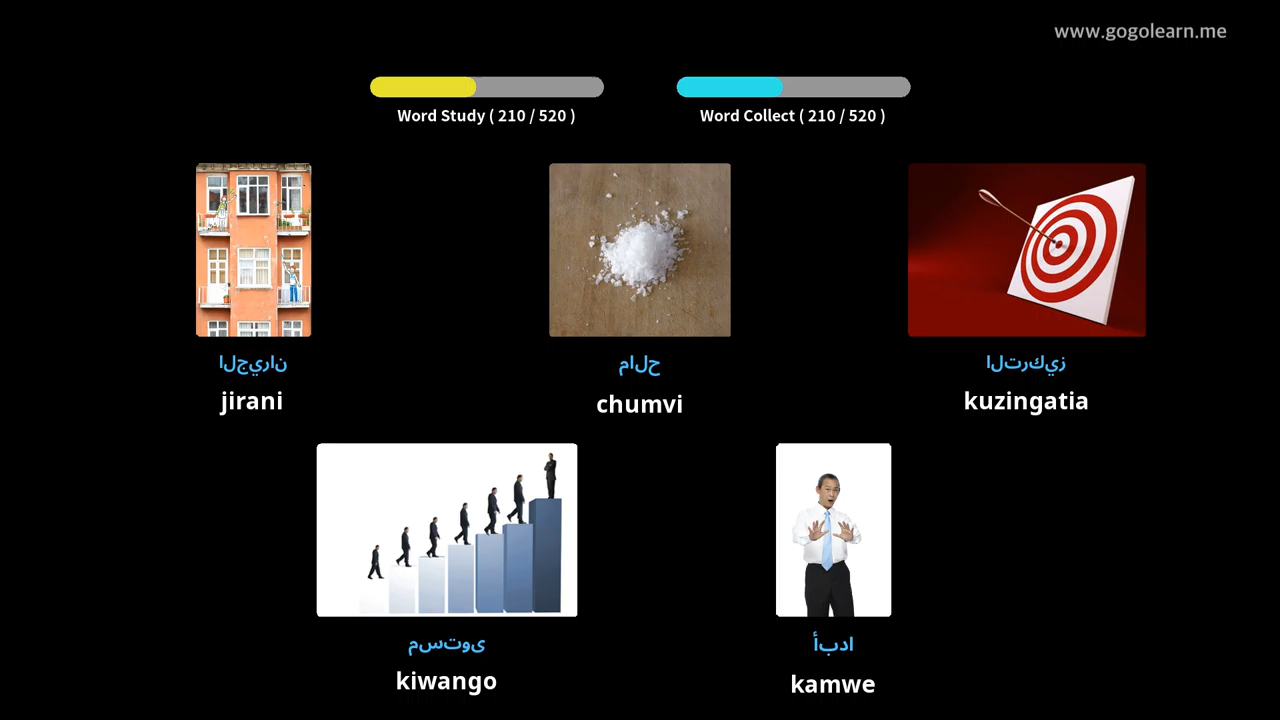 www.gogolearn.me
Word Study ( 210 / 520 )
Word Collect ( 210 / 520 )
الجيران
مالح
التركيز
jirani
chumvi
kuzingatia
مستوى
أبدا
kiwango
kamwe